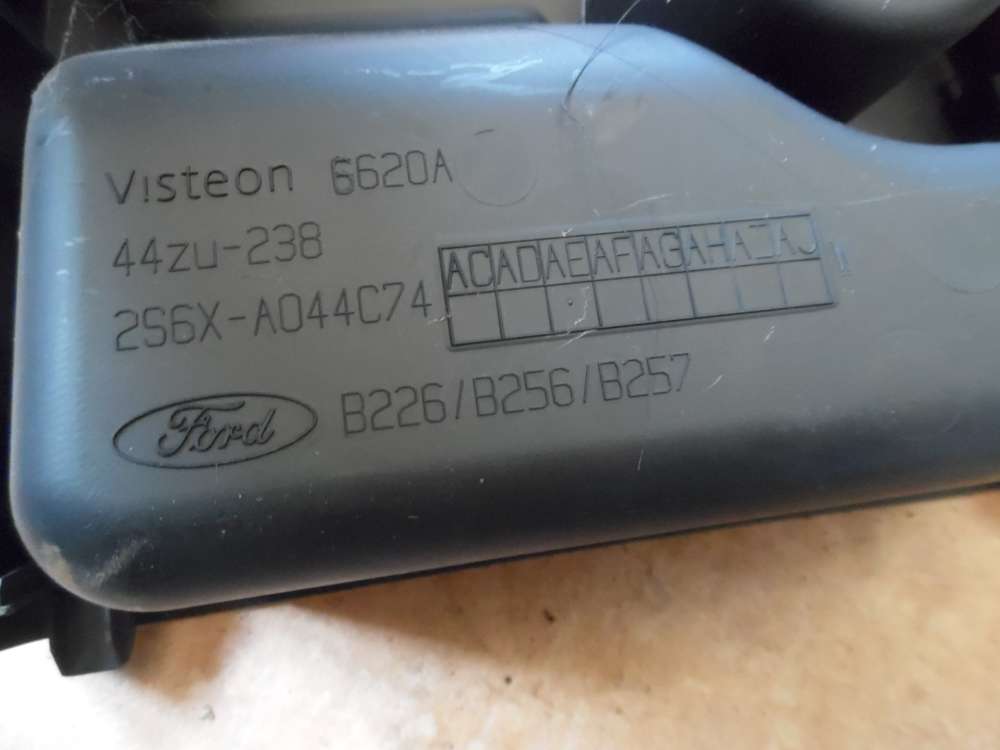 Visteon 6620A
44zu-238
2S6X-A044C74 AC AD AE AF AG AH AJ AJ
Ford B226/B256/B257